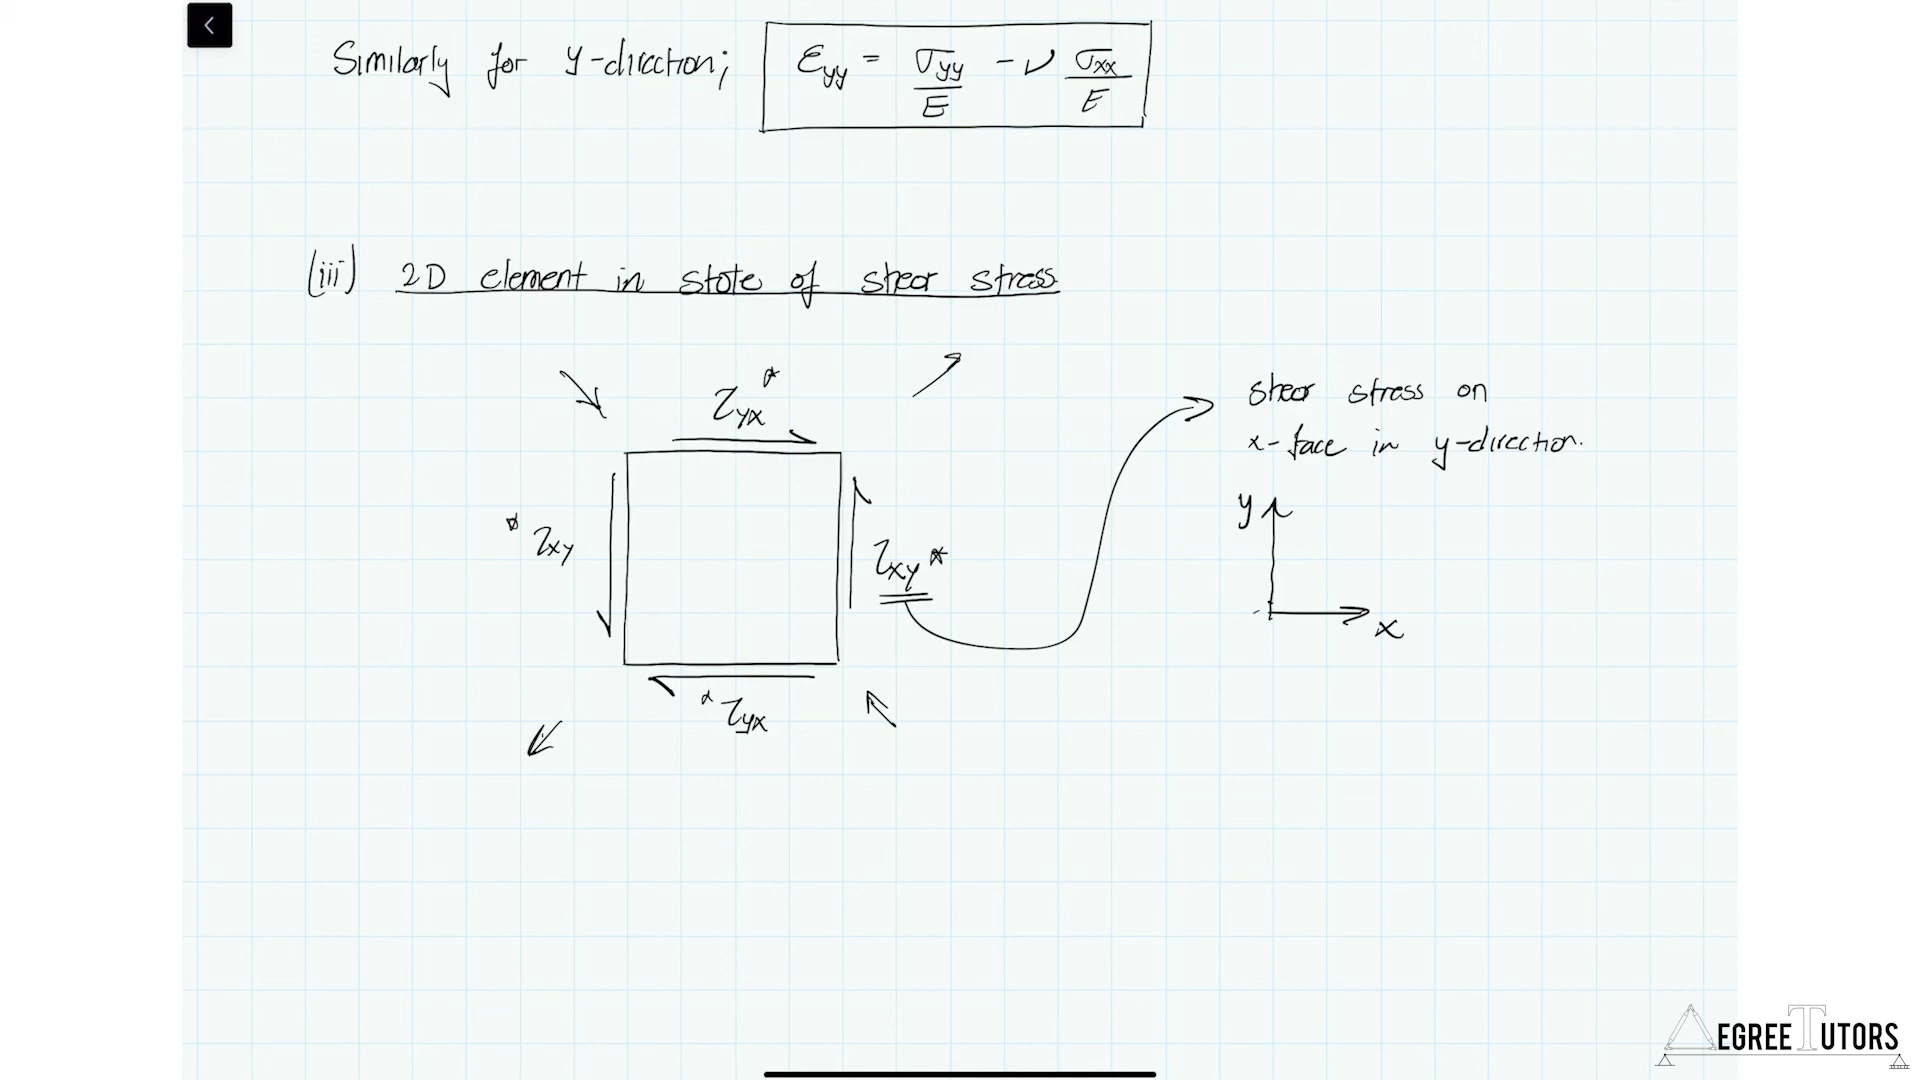 Similarly for y-direction; εyy = σyy/E - ν σxx/E
(iii) 2D element in state of shear stress
τyx*
shear stress on
x-face in y-direction.
y
*τxy
τxy*
x
*τyx
DEGREE TUTORS